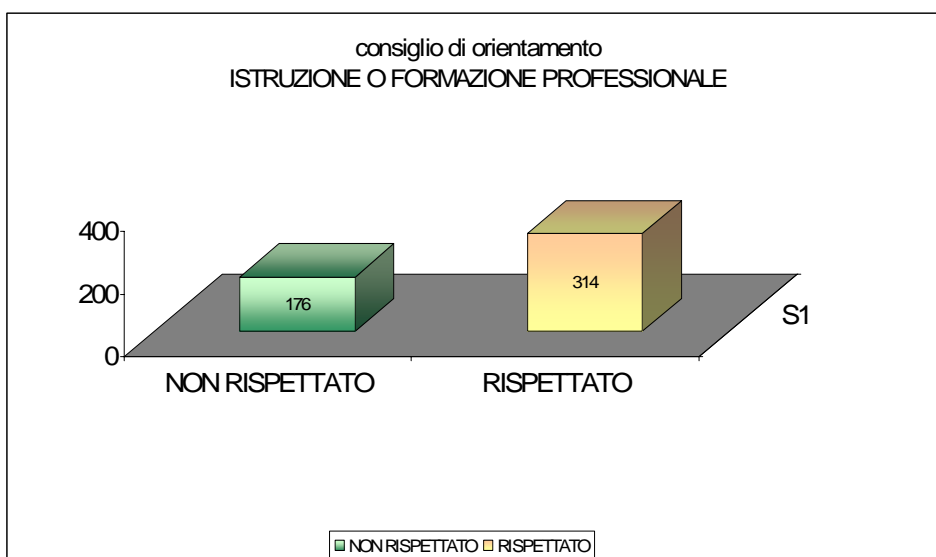 consiglio di orientamento
ISTRUZIONE O FORMAZIONE PROFESSIONALE
400
200
0
176
314
S1
NON RISPETTATO
RISPETTATO
NON RISPETTATO RISPETTATO